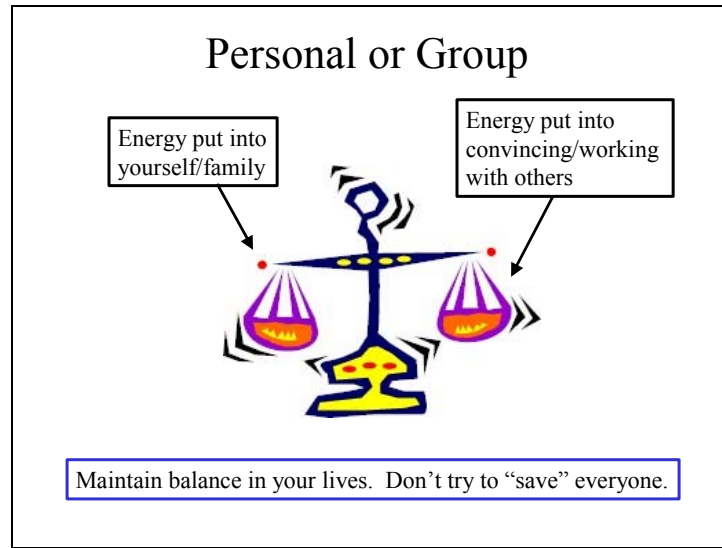 Personal or Group
Energy put into
yourself/family
Energy put into
convincing/working
with others
Maintain balance in your lives.  Don’t try to “save” everyone.